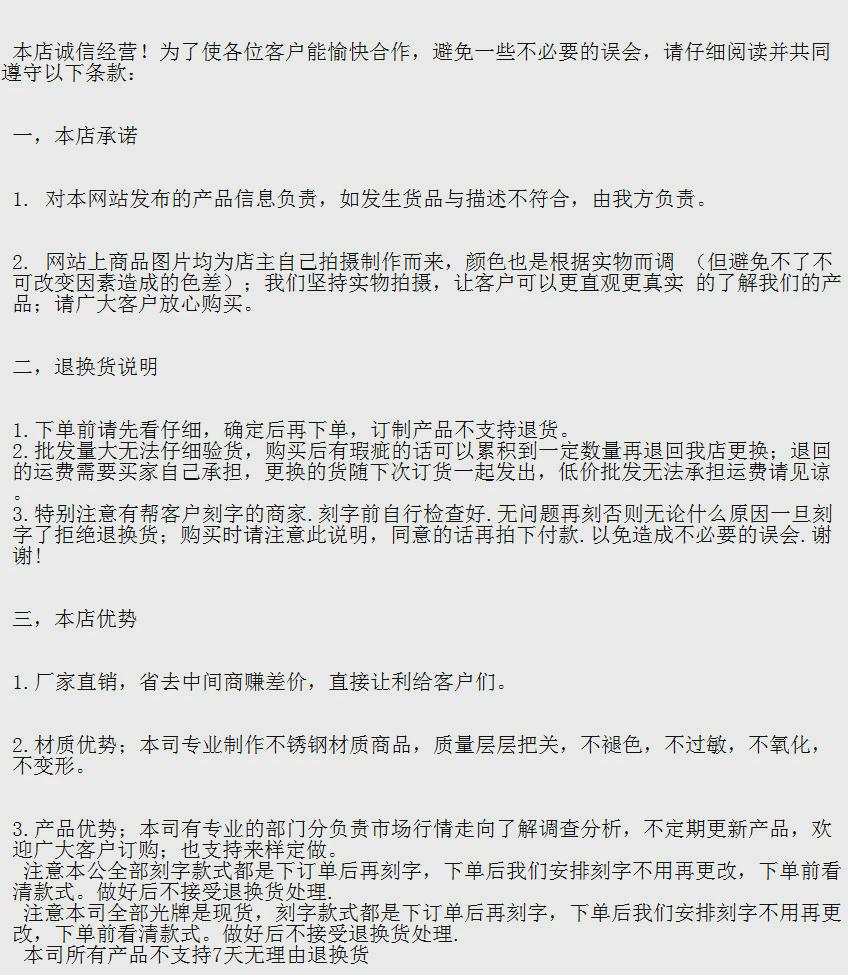 本店诚信经营！为了使各位客户能愉快合作，避免一些不必要的误会，请仔细阅读并共同
遵守以下条款：
一，本店承诺
1. 对本网站发布的产品信息负责，如发生货品与描述不符合，由我方负责。
2. 网站上商品图片均为店主自己拍摄制作而来，颜色也是根据实物而调 （但避免不了不
可改变因素造成的色差）；我们坚持实物拍摄，让客户可以更直观更真实 的了解我们的产
品；请广大客户放心购买。
二，退换货说明
1.下单前请先看仔细，确定后再下单，订制产品不支持退货。
2.批发量大无法仔细验货，购买后有瑕疵的话可以累积到一定数量再退回我店更换；退回
的运费需要买家自己承担，更换的货随下次订货一起发出，低价批发无法承担运费请见谅
。
3.特别注意有帮客户刻字的商家.刻字前自行检查好.无问题再刻否则无论什么原因一旦刻
字了拒绝退换货；购买时请注意此说明，同意的话再拍下付款.以免造成不必要的误会.谢
谢!
三，本店优势
1.厂家直销，省去中间商赚差价，直接让利给客户们。
2.材质优势；本司专业制作不锈钢材质商品，质量层层把关，不褪色，不过敏，不氧化，
不变形。
3.产品优势；本司有专业的部门分负责市场行情走向了解调查分析，不定期更新产品，欢
迎广大客户订购；也支持来样定做。
注意本公全部刻字款式都是下订单后再刻字，下单后我们安排刻字不用再更改，下单前看
清款式。做好后不接受退换货处理.
注意本司全部光牌是现货，刻字款式都是下订单后再刻字，下单后我们安排刻字不用再更
改，下单前看清款式。做好后不接受退换货处理.
本司所有产品不支持7天无理由退换货